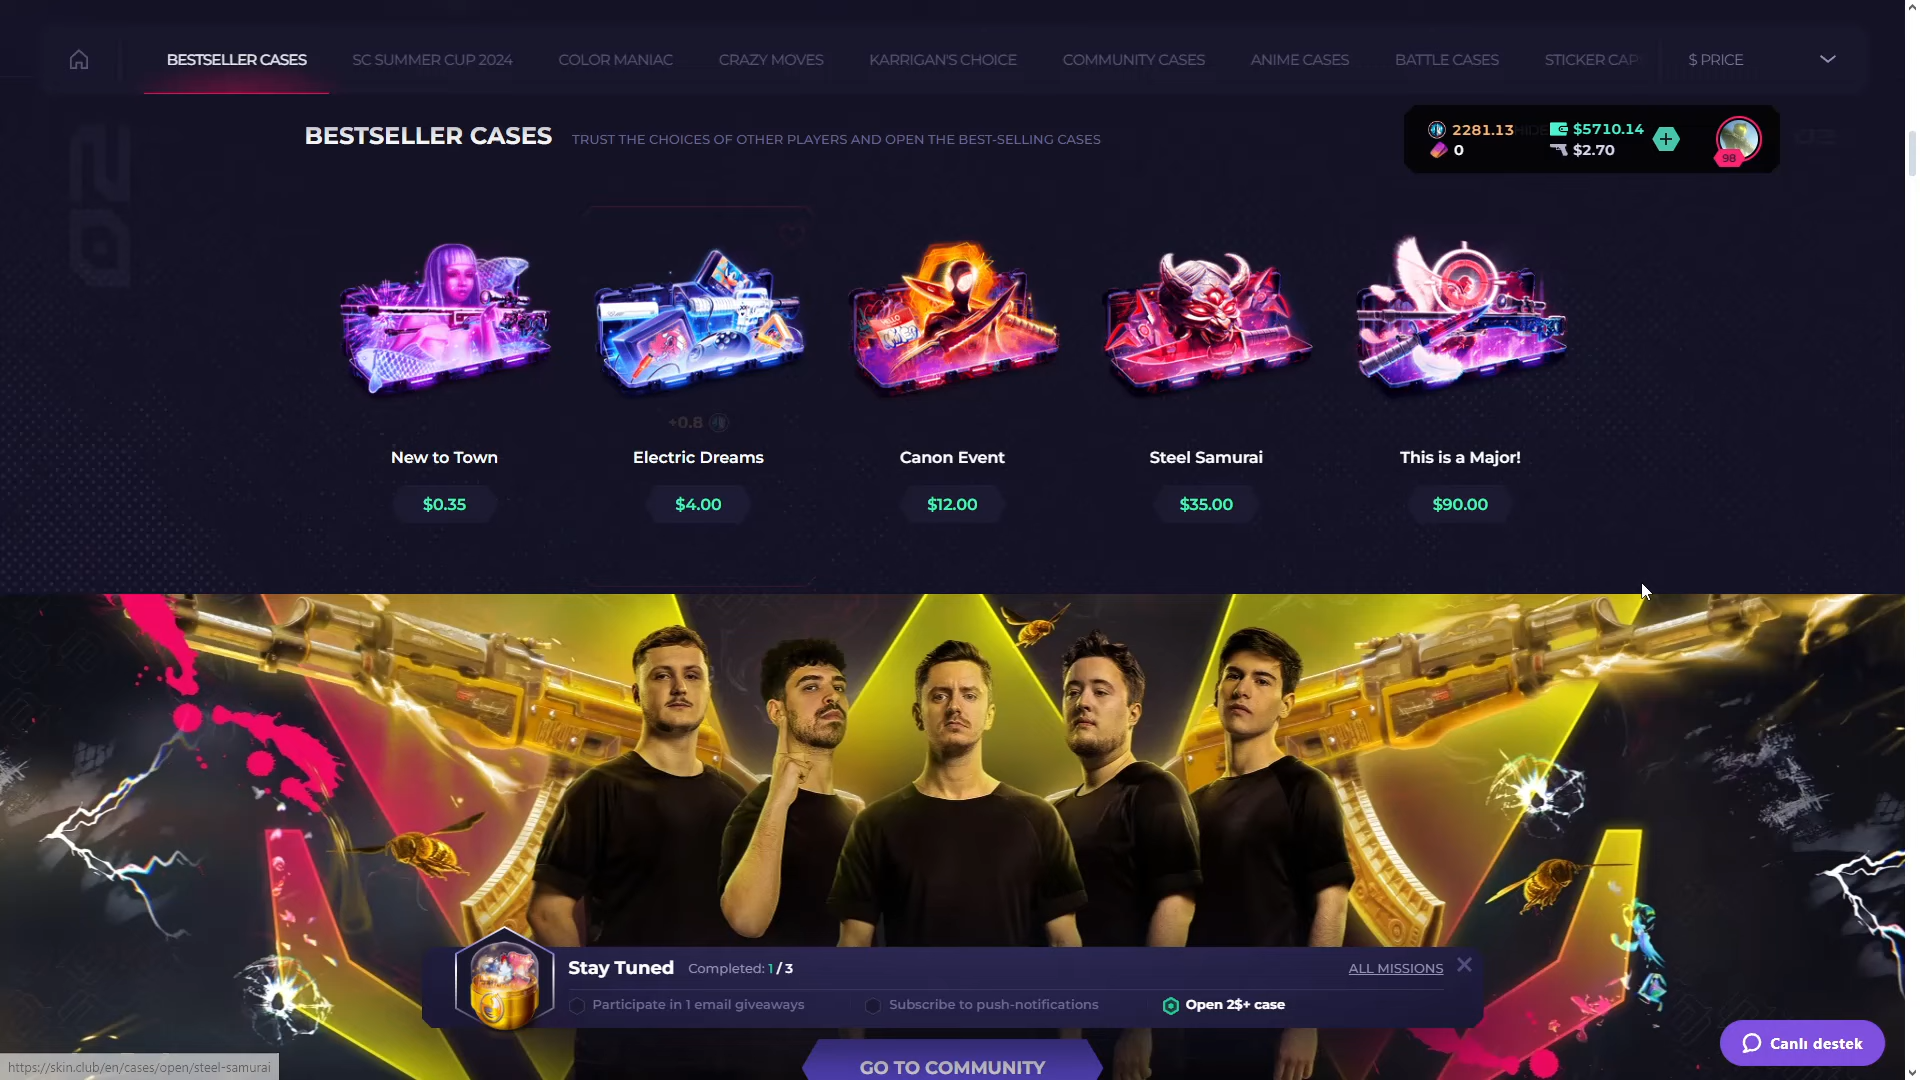 BESTSELLER CASES
SC SUMMER CUP 2024
COLOR MANIAC
CRAZY MOVES
KARRIGAN'S CHOICE
COMMUNITY CASES
ANIME CASES
BATTLE CASES
STICKER CAP
$ PRICE
02
BESTSELLER CASES
TRUST THE CHOICES OF OTHER PLAYERS AND OPEN THE BEST-SELLING CASES
2281.13
$5710.14
0
$2.70
98
+0.8
New to Town
Electric Dreams
Canon Event
Steel Samurai
This is a Major!
$0.35
$4.00
$12.00
$35.00
$90.00
Stay Tuned
Completed: 1 / 3
ALL MISSIONS
Participate in 1 email giveaways
Subscribe to push-notifications
Open 2$+ case
GO TO COMMUNITY
Canlı destek
https://skin.club/en/cases/open/steel-samurai